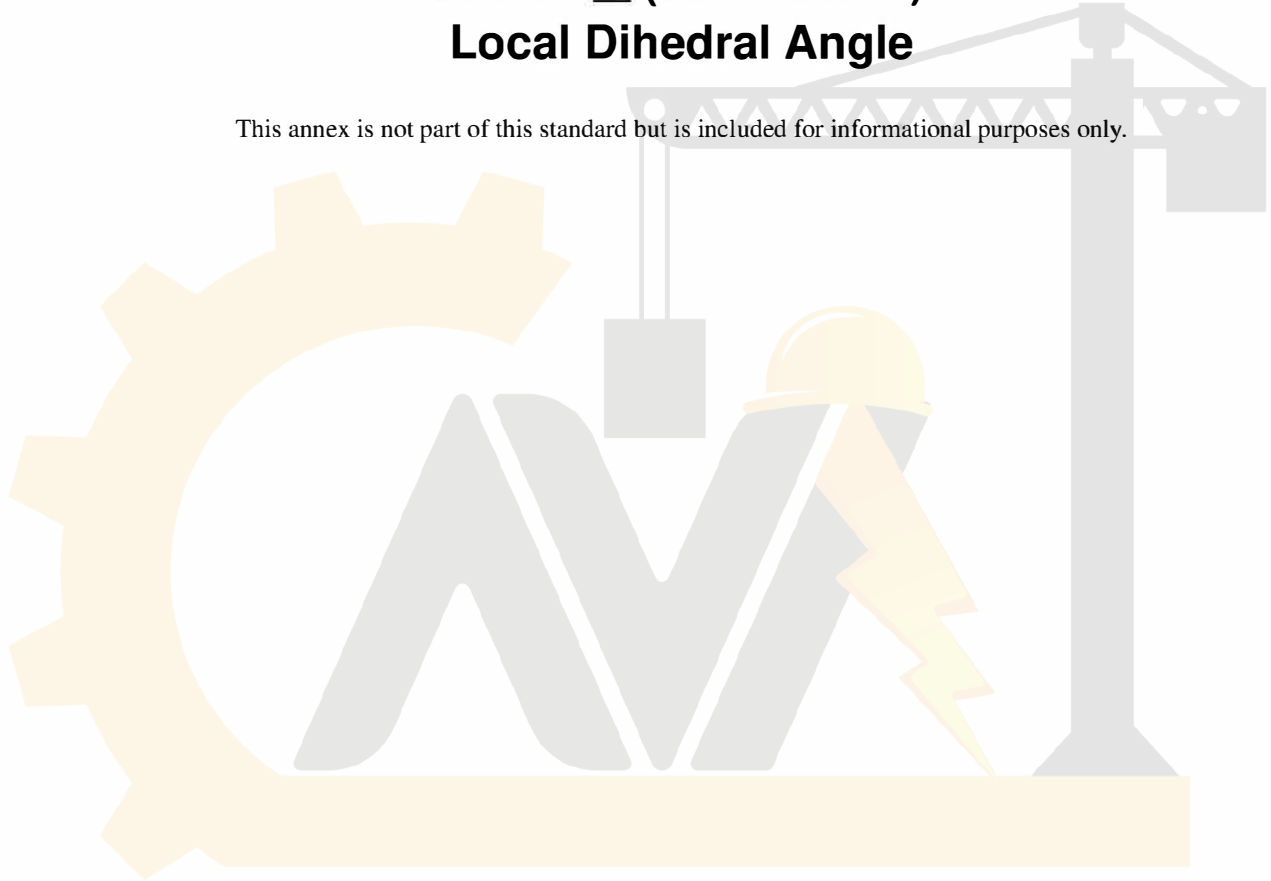 Local Dihedral Angle
This annex is not part of this standard but is included for informational purposes only.